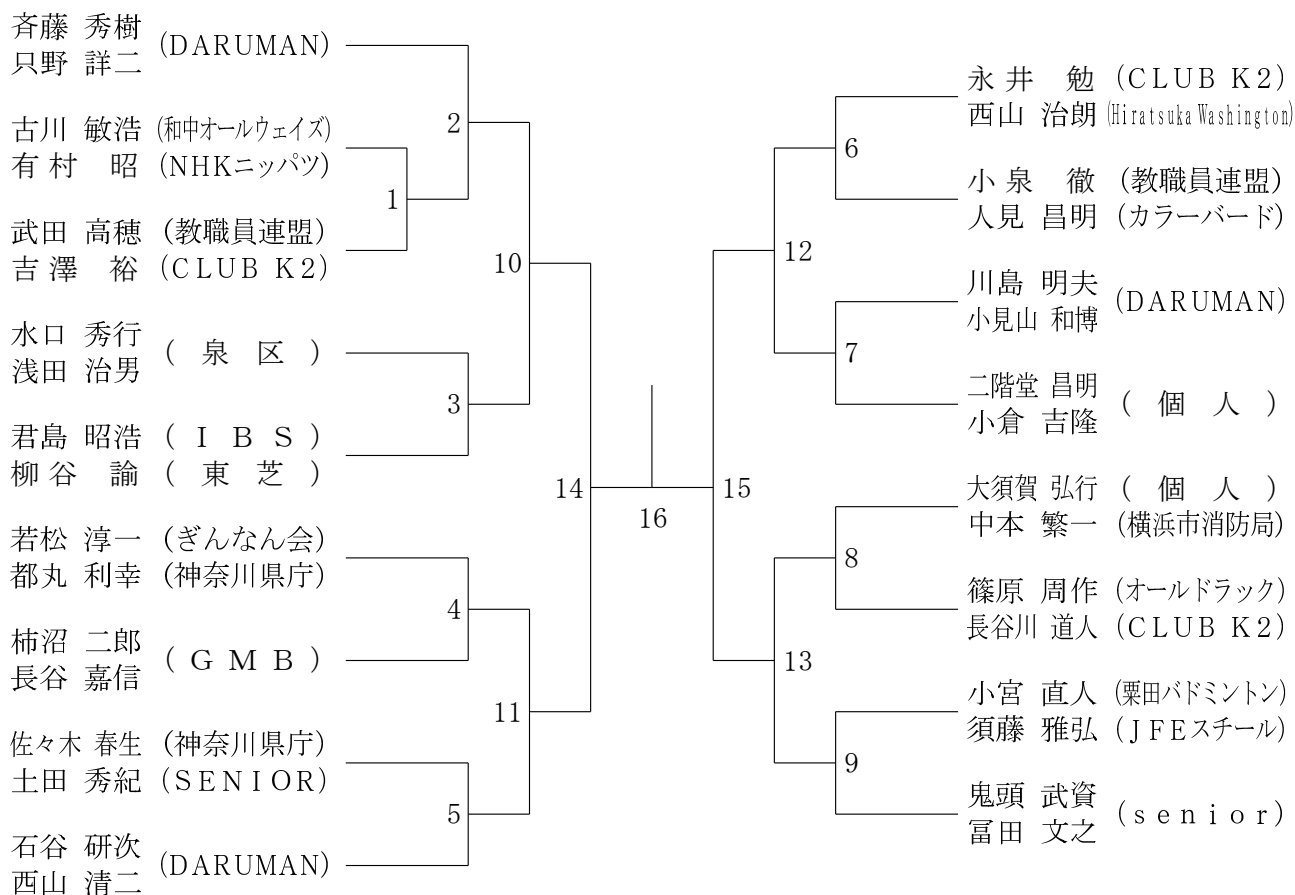 斉藤 秀樹 (DARUMAN)
只野 詳二
2
古川 敏浩 (和中オールウェイズ)
有村 昭 (NHKニッパツ)
1
武田 高穂 (教職員連盟)
吉澤 裕 (CLUB K2)
10
水口 秀行 (泉区)
浅田 治男
3
君島 昭浩 (IBS)
柳谷 諭 (東芝)
14
若松 淳一 (ぎんなん会)
都丸 利幸 (神奈川県庁)
4
柿沼 二郎 (GMB)
長谷 嘉信
11
佐々木 春生 (神奈川県庁)
土田 秀紀 (SENIOR)
5
石谷 研次 (DARUMAN)
西山 清二
16
永井 勉 (CLUB K2)
西山 治朗 (Hiratsuka Washington)
6
小泉 徹 (教職員連盟)
人見 昌明 (カラーバード)
12
川島 明夫 (DARUMAN)
小見山 和博
7
二階堂 昌明 (個人)
小倉 吉隆
15
大須賀 弘行 (個人)
中本 繁一 (横浜市消防局)
8
篠原 周作 (オールドラック)
長谷川 道人 (CLUB K2)
13
小宮 直人 (栗田バドミントン)
須藤 雅弘 (JFEスチール)
9
鬼頭 武資 (senior)
冨田 文之